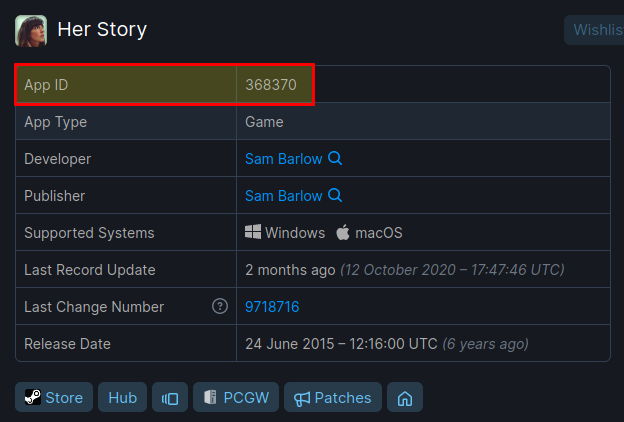 Her Story
Wishlis
App ID 368370
App Type Game
Developer Sam Barlow
Publisher Sam Barlow
Supported Systems Windows macOS
Last Record Update 2 months ago (12 October 2020 – 17:47:46 UTC)
Last Change Number ? 9718716
Release Date 24 June 2015 – 12:16:00 UTC (6 years ago)
Store Hub PCGW Patches